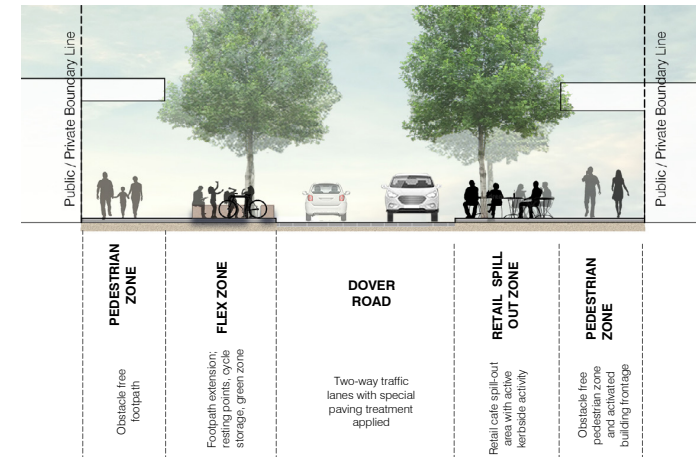 Public / Private Boundary Line
Public / Private Boundary Line
PEDESTRIAN
ZONE
FLEX ZONE
DOVER
ROAD
RETAIL SPILL
OUT ZONE
PEDESTRIAN
ZONE
Obstacle free
footpath
Footpath extension;
resting points, cycle
storage, green zone
Two-way traffic
lanes with special
paving treatment
applied
Retail cafe spill-out
area with active
kerbside activity
Obstacle free
pedestrian zone
and activated
building frontage